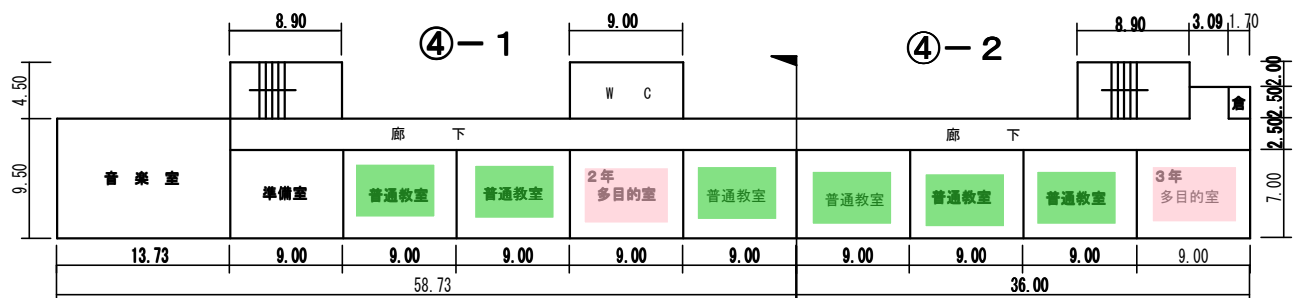 8.90
9.00
8.90
3.09
1.70
④－1
④－2
4.50
9.50
W C
倉
2.00
2.50
2.50
7.00
廊 下
廊 下
音 楽 室
準備室
普通教室
普通教室
2年
多目的室
普通教室
普通教室
普通教室
普通教室
3年
多目的室
13.73
9.00
9.00
9.00
9.00
9.00
9.00
9.00
9.00
9.00
58.73
36.00